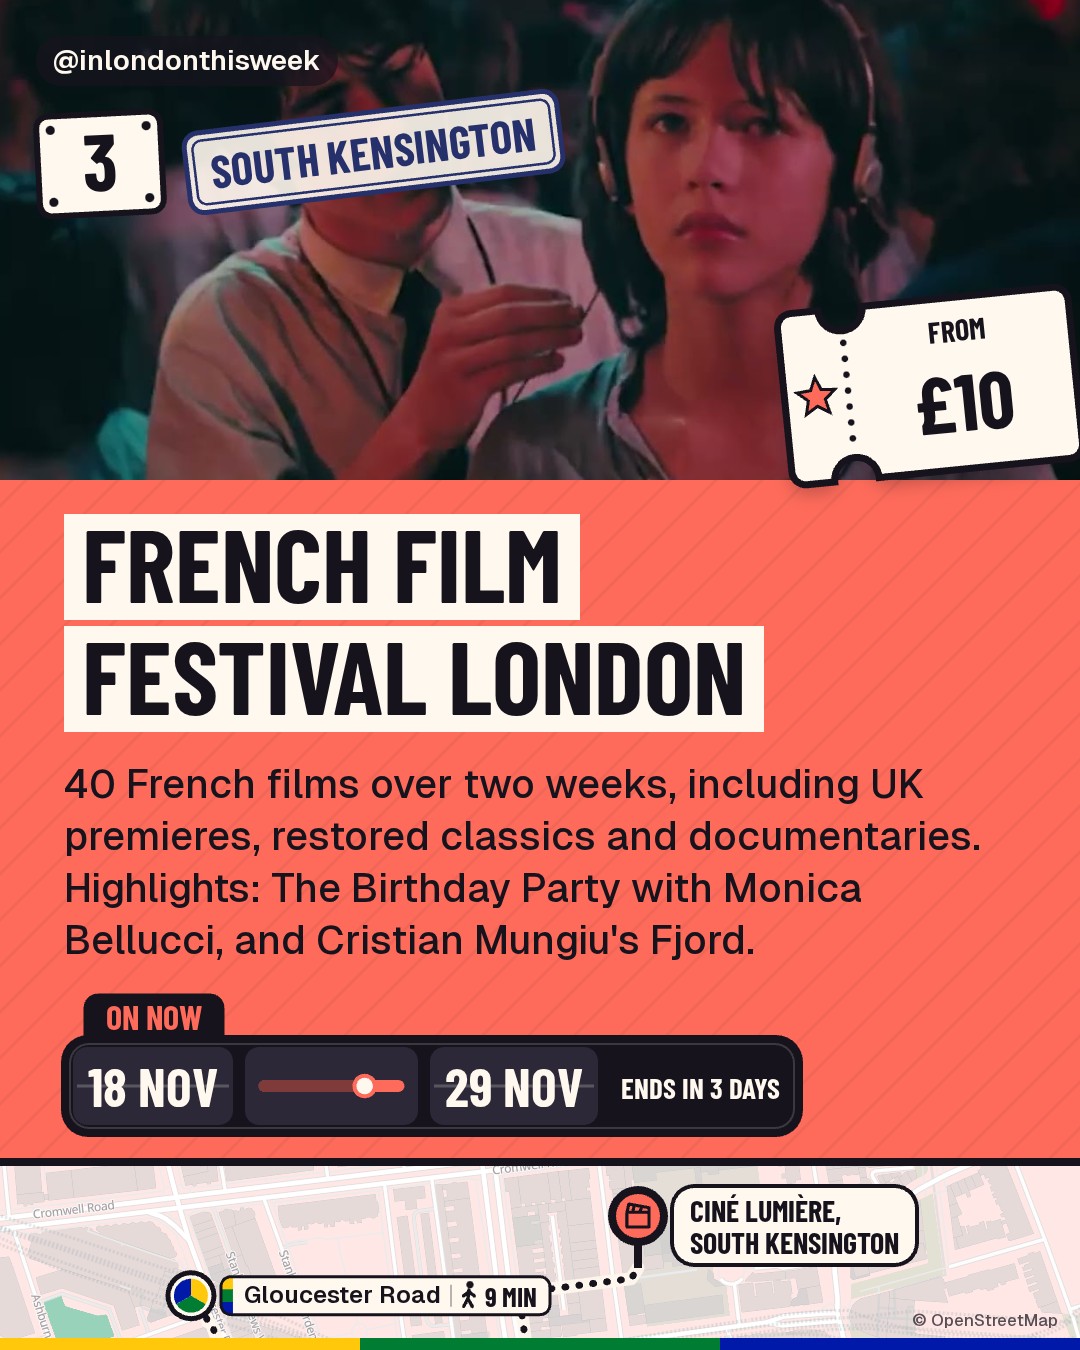 @inlondonthisweek
3
SOUTH KENSINGTON
FROM
£10
FRENCH FILM
FESTIVAL LONDON
40 French films over two weeks, including UK
premieres, restored classics and documentaries.
Highlights: The Birthday Party with Monica
Bellucci, and Cristian Mungiu's Fjord.
ON NOW
18 NOV
29 NOV
ENDS IN 3 DAYS
Cromwell Road
CINÉ LUMIÈRE,
SOUTH KENSINGTON
Gloucester Road
9 MIN
© OpenStreetMap